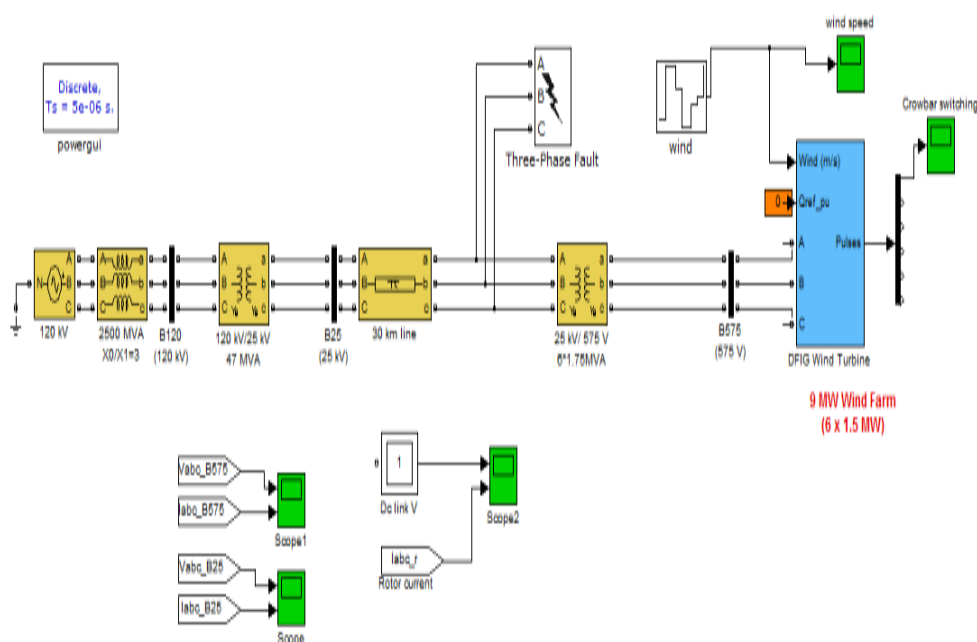 wind speed
Discrete,
Ts = 5e-06 s.
powergui
A
B
C
Three-Phase Fault
wind
Crowbar switching
Wind (m/s)
0
Qref_pu
A
Pulses
B
C
DFIG Wind Turbine
N
A
B
C
120 kV
A a
B b
C c
2500 MVA
X0/X1=3
A
B
C
B120
(120 kV)
A a
B b
C c
120 kV/25 kV
47 MVA
A
B
C
B25
(25 kV)
A a
B b
C c
30 km line
A a
B b
C c
25 kV/ 575 V
6*1.75MVA
B575
(575 V)
9 MW Wind Farm
(6 x 1.5 MW)
Vabc_B575
Iabc_B575
Scope1
Vabc_B25
Iabc_B25
Scope
1
Dc link V
Iabc_r
Rotor current
Scope2